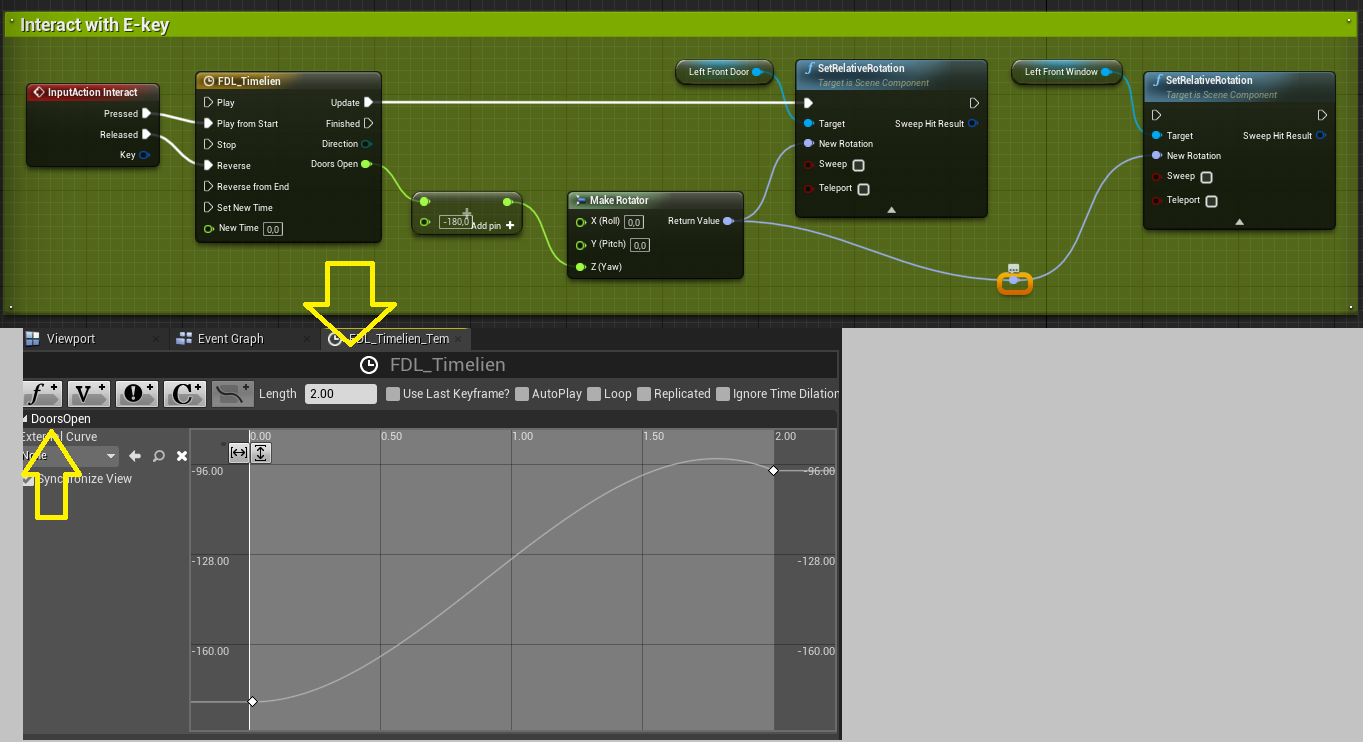 Interact with E-key
InputAction Interact
Pressed
Released
Key
FDL_Timelien
Play
Play from Start
Stop
Reverse
Reverse from End
Set New Time
New Time 0,0
Update
Finished
Direction
Doors Open
-180,0
Add pin +
Make Rotator
X (Roll) 0,0
Y (Pitch) 0,0
Z (Yaw)
Return Value
Left Front Door
SetRelativeRotation
Target is Scene Component
Target
New Rotation
Sweep
Teleport
Sweep Hit Result
Left Front Window
SetRelativeRotation
Target is Scene Component
Target
New Rotation
Sweep
Teleport
Sweep Hit Result
Viewport
Event Graph
FDL_Timelien_Tem
FDL_Timelien
Length 2.00 Use Last Keyframe? AutoPlay Loop Replicated Ignore Time Dilation
DoorsOpen
External Curve
None
Synchronize View
0.00 0.50 1.00 1.50 2.00
-96.00 -96.00
-128.00 -128.00
-160.00 -160.00